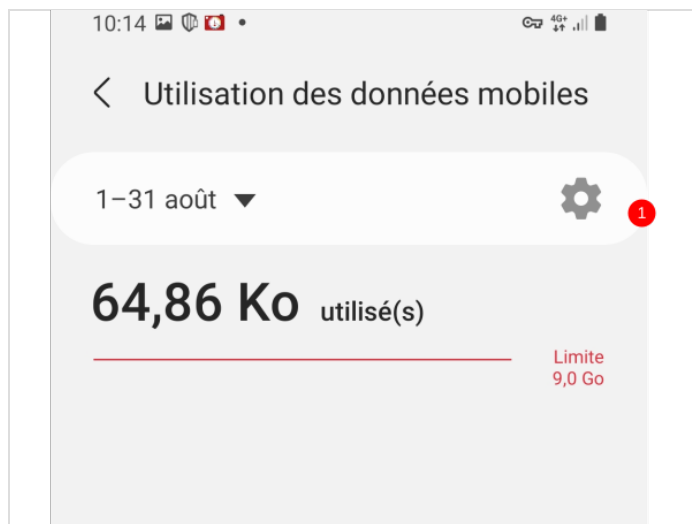 10:14
4G+
Utilisation des données mobiles
1–31 août
1
64,86 Ko utilisé(s)
Limite
9,0 Go